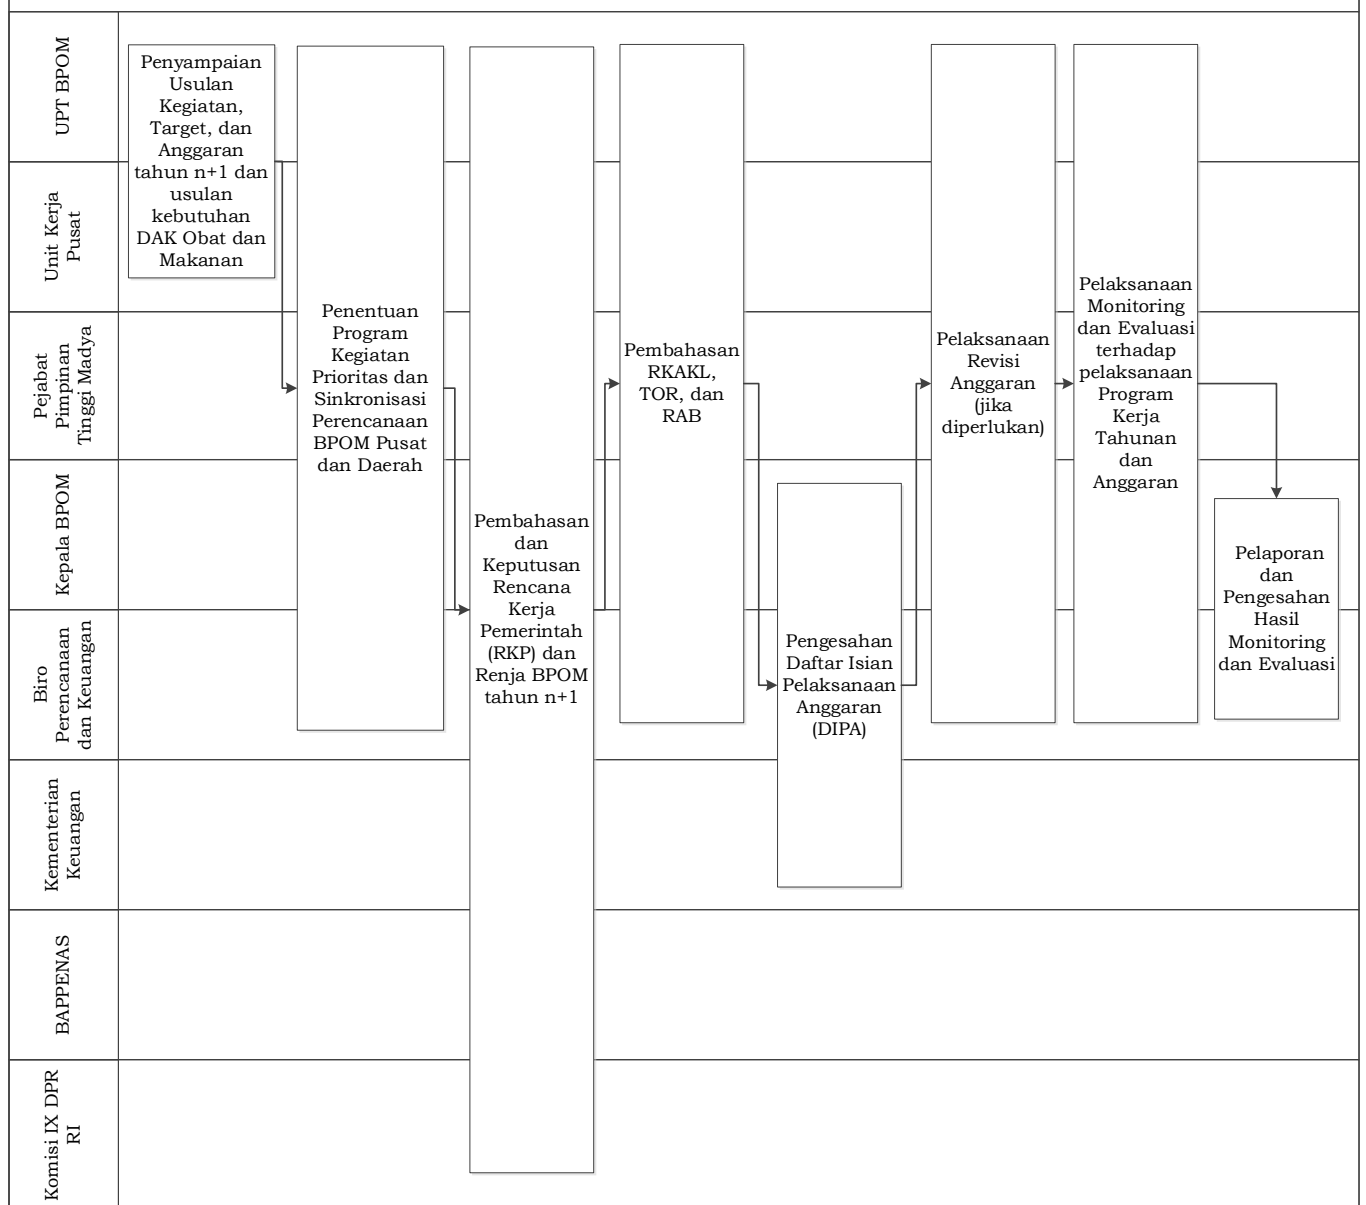 UPT BPOM
Unit Kerja
Pusat
Pejabat
Pimpinan
Tinggi Madya
Kepala BPOM
Biro
Perencanaan
dan Keuangan
Kementerian
Keuangan
BAPPENAS
Komisi IX DPR
RI
Penyampaian
Usulan
Kegiatan,
Target, dan
Anggaran
tahun n+1 dan
usulan
kebutuhan
DAK Obat dan
Makanan
Penentuan
Program
Kegiatan
Prioritas dan
Sinkronisasi
Perencanaan
BPOM Pusat
dan Daerah
Pembahasan
dan
Keputusan
Rencana
Kerja
Pemerintah
(RKP) dan
Renja BPOM
tahun n+1
Pembahasan
RKAKL,
TOR, dan
RAB
Pengesahan
Daftar Isian
Pelaksanaan
Anggaran
(DIPA)
Pelaksanaan
Revisi
Anggaran
(jika
diperlukan)
Pelaksanaan
Monitoring
dan Evaluasi
terhadap
pelaksanaan
Program
Kerja
Tahunan
dan
Anggaran
Pelaporan
dan
Pengesahan
Hasil
Monitoring
dan Evaluasi